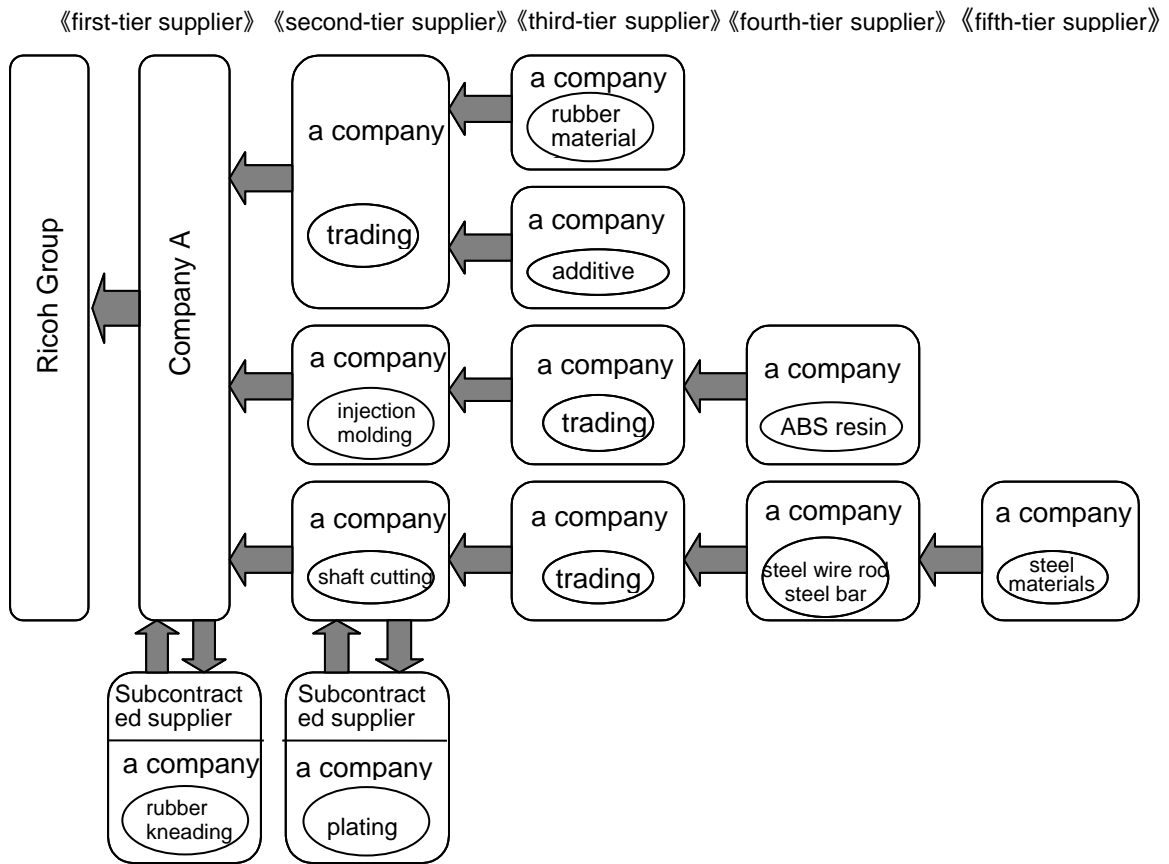 《first-tier supplier》
《second-tier supplier》
《third-tier supplier》
《fourth-tier supplier》
《fifth-tier supplier》
Ricoh Group
Company A
a company
trading
a company
rubber
material
a company
additive
a company
injection
molding
a company
trading
a company
ABS resin
a company
shaft cutting
a company
trading
a company
steel wire rod
steel bar
a company
steel
materials
Subcontract
ed supplier
a company
rubber
kneading
Subcontract
ed supplier
a company
plating